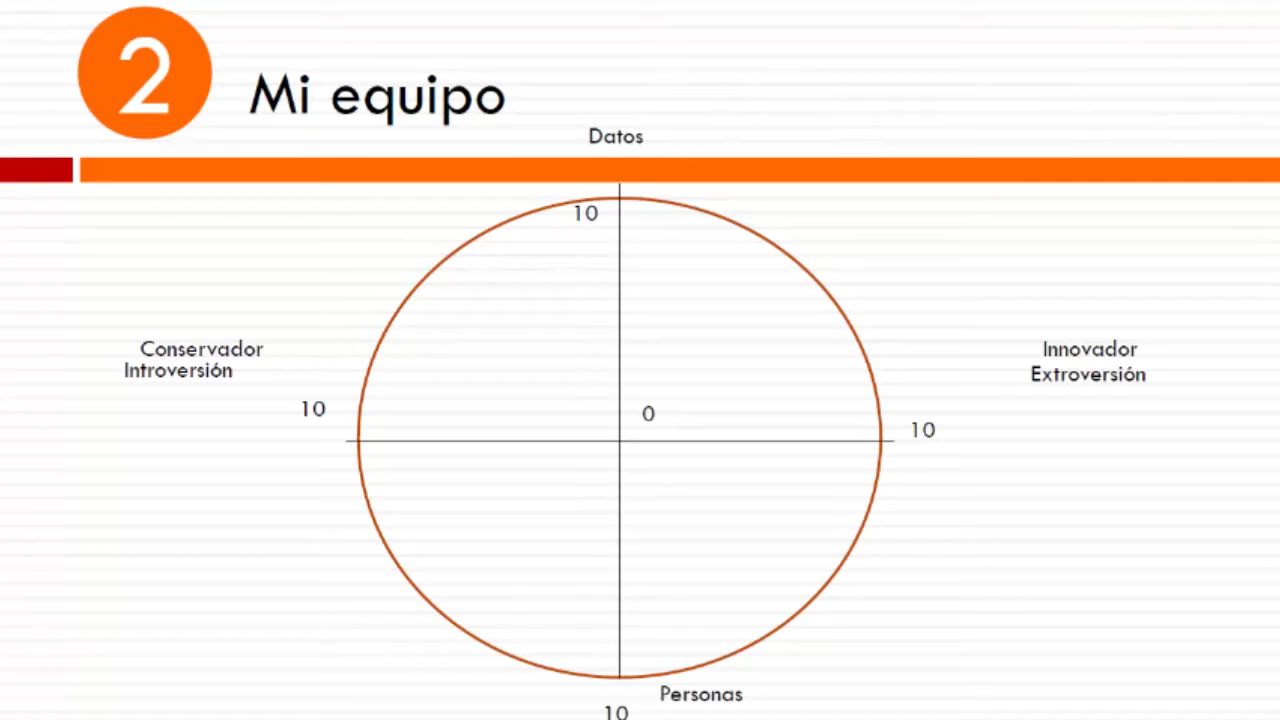 2
Mi equipo
Datos
10
Conservador
Introversión
Innovador
Extroversión
10
0
10
Personas
10